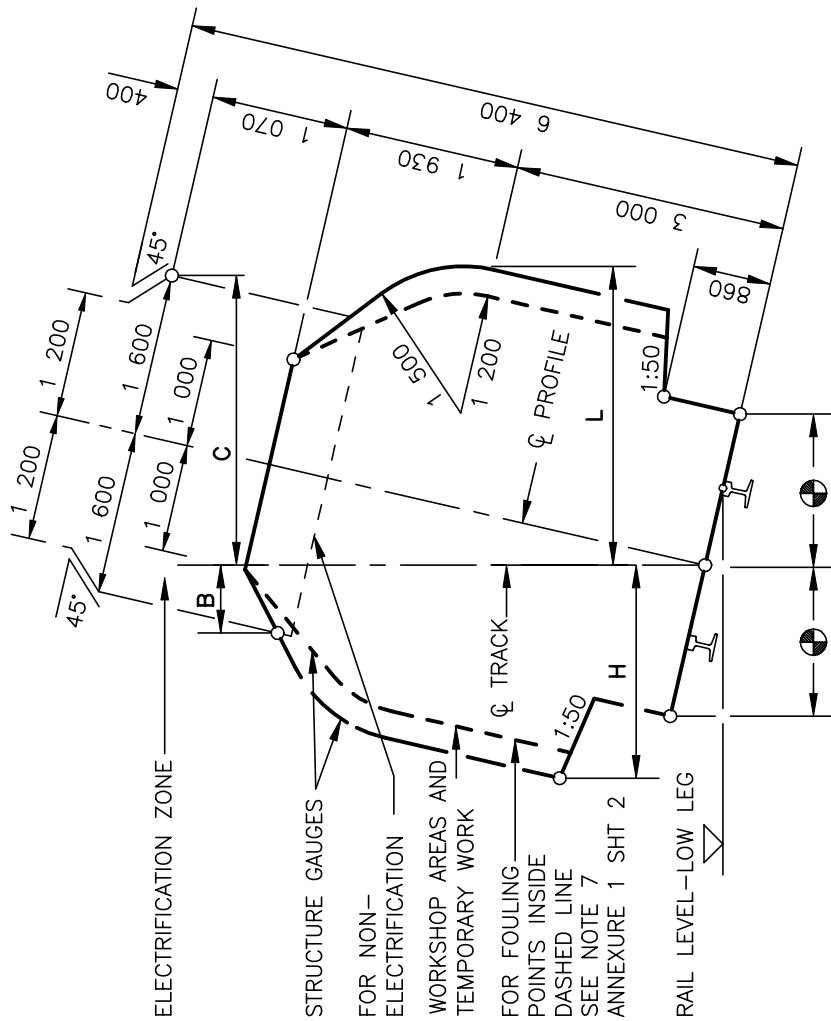 ELECTRIFICATION ZONE
STRUCTURE GAUGES
FOR NON-
ELECTRIFICATION
WORKSHOP AREAS AND
TEMPORARY WORK
FOR FOULING
POINTS INSIDE
DASHED LINE
SEE NOTE 7
ANNEXURE 1 SHT 2
RAIL LEVEL-LOW LEG
45°
1 200
1 200
1 600
1 600
1 000
1 000
45°
B
C
400
1 070
1 930
3 000
6 400
860
1 500
1 200
℄ PROFILE
℄ TRACK
L
H
1:50
1:50